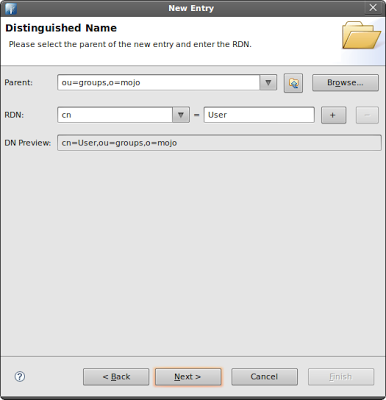 New Entry
Distinguished Name
Please select the parent of the new entry and enter the RDN.
Parent: ou=groups,o=mojo Browse...
RDN: cn = User + -
DN Preview: cn=User,ou=groups,o=mojo
? < Back Next > Cancel Finish